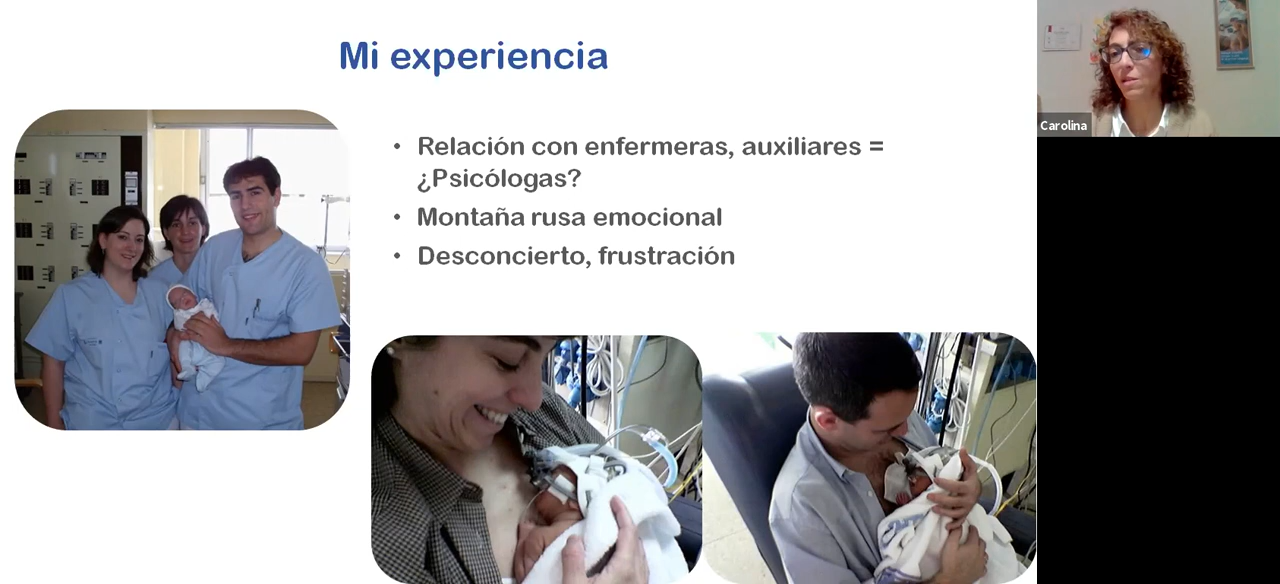 Mi experiencia
• Relación con enfermeras, auxiliares =
¿Psicólogas?
• Montaña rusa emocional
• Desconcierto, frustración
Carolina